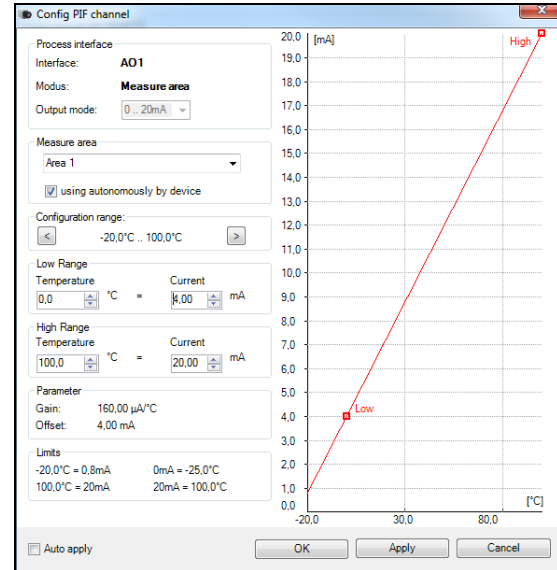 Config PIF channel
Process interface
Interface: AO1
Modus: Measure area
Output mode: 0 .. 20mA
Measure area
Area 1
using autonomously by device
Configuration range:
< -20,0°C .. 100,0°C >
Low Range
Temperature Current
0,0 °C = 4,00 mA
High Range
Temperature Current
100,0 °C = 20,00 mA
Parameter
Gain: 160,00 µA/°C
Offset: 4,00 mA
Limits
-20,0°C = 0,8mA 0mA = -25,0°C
100,0°C = 20mA 20mA = 100,0°C
Auto apply
20,0 [mA] High
19,0
18,0
17,0
16,0
15,0
14,0
13,0
12,0
11,0
10,0
9,0
8,0
7,0
6,0
5,0
4,0 Low
3,0
2,0
1,0
0,0 [°C]
-20,0 30,0 80,0
OK Apply Cancel